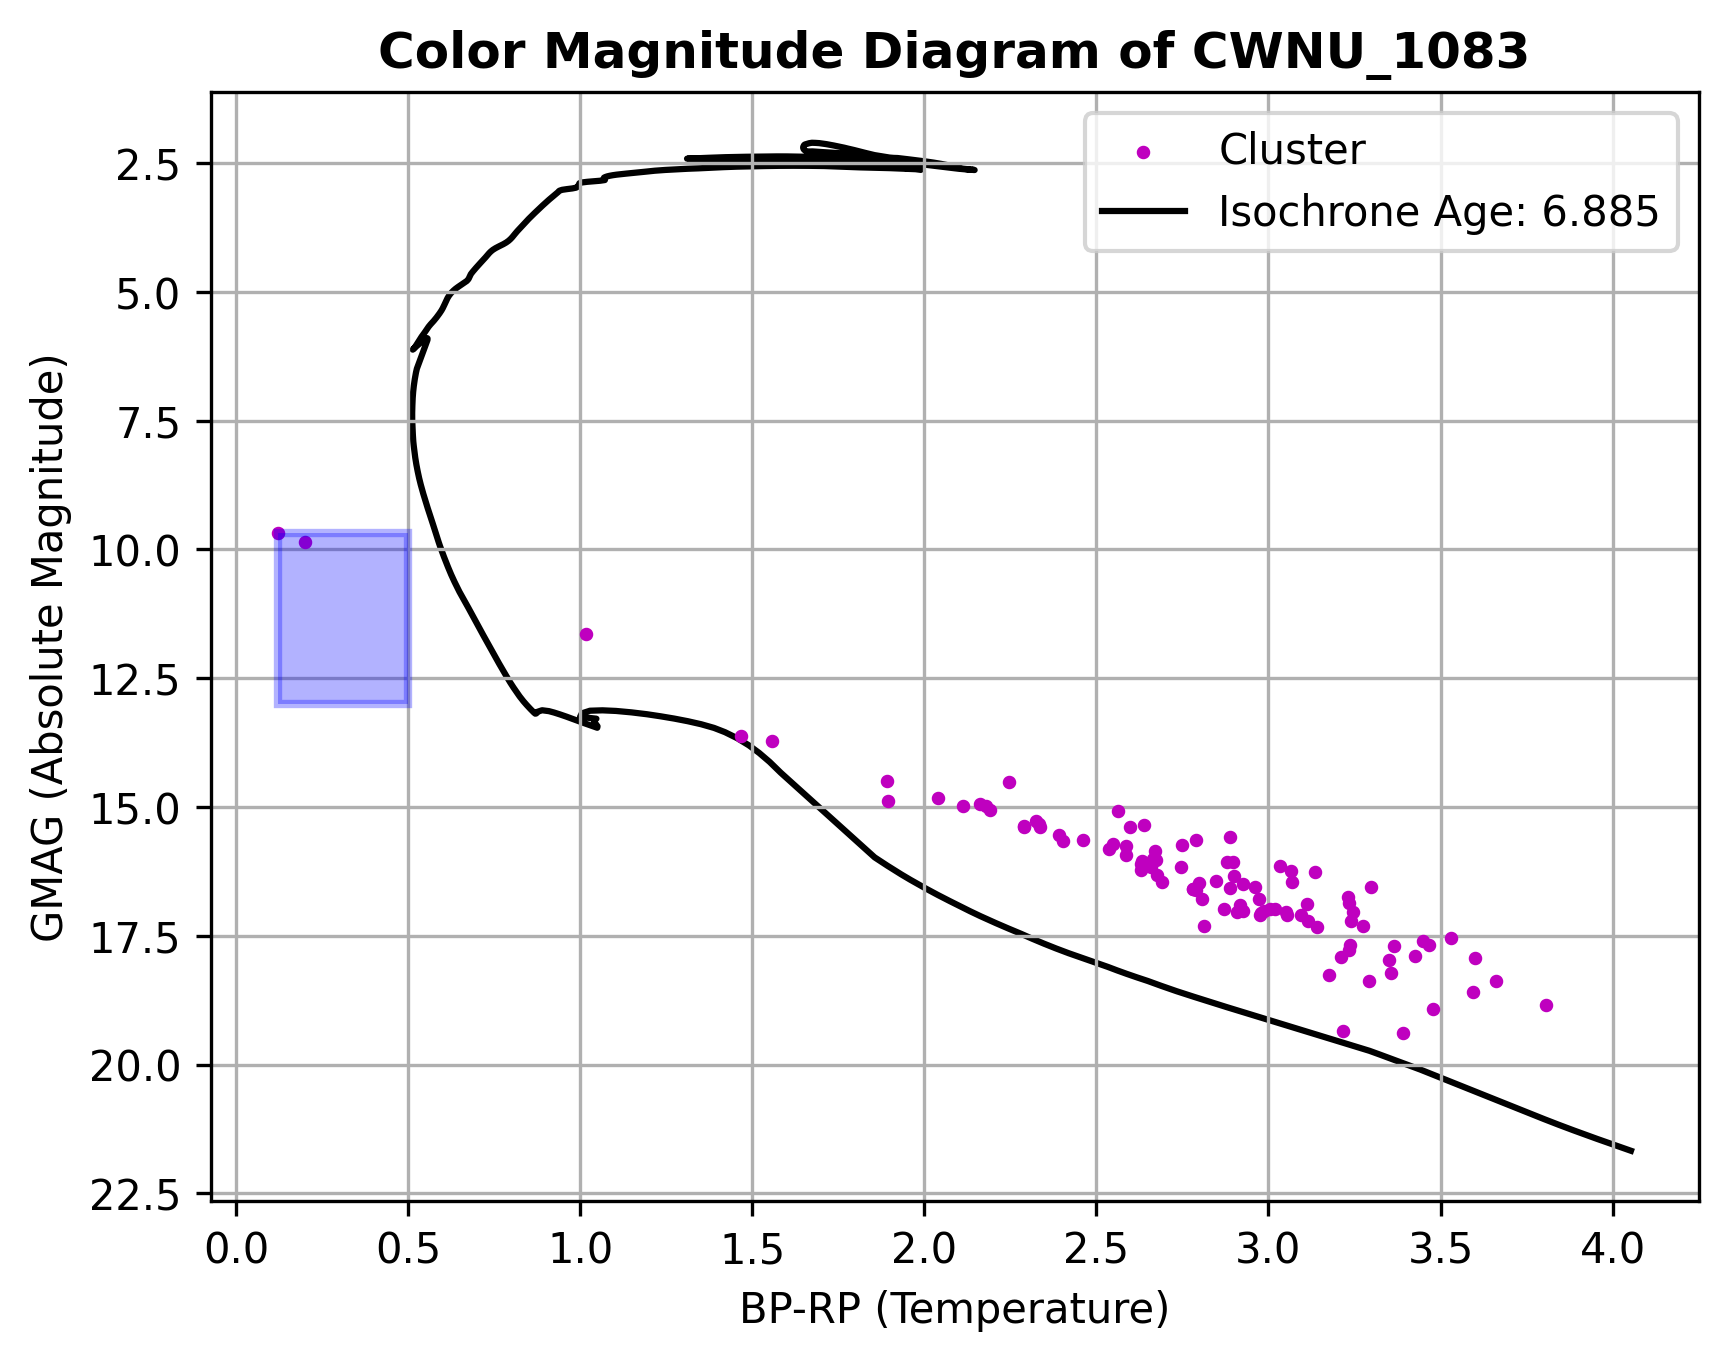 Color Magnitude Diagram of CWNU_1083
Cluster
Isochrone Age: 6.885
GMAG (Absolute Magnitude)
2.5
5.0
7.5
10.0
12.5
15.0
17.5
20.0
22.5
0.0 0.5 1.0 1.5 2.0 2.5 3.0 3.5 4.0
BP-RP (Temperature)